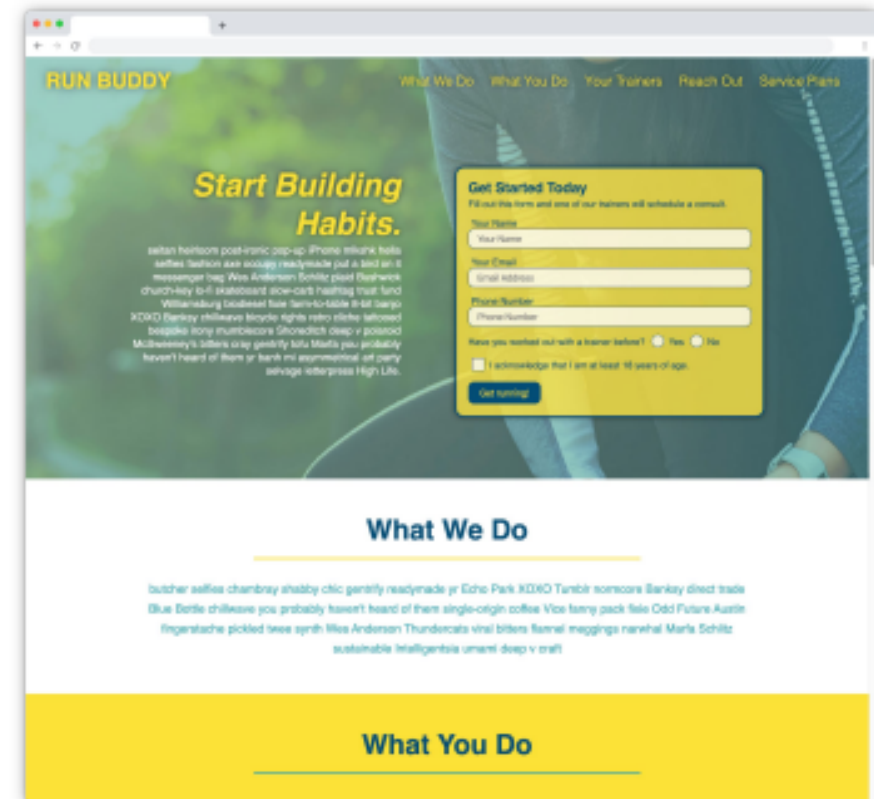 RUN BUDDY
What We Do What You Do Your Trainers Reach Out Service Plans
Start Building
Habits.
seitan heirloom post-ironic pop-up iPhone mlkshk hella
selfies fashion axe occupy readymade put a bird on it
messenger bag Wes Anderson Schlitz plaid Bushwick
church-key lo-fi skateboard slow-carb hashtag trust fund
Williamsburg biodiesel fixie farm-to-table 8-bit banjo
XOXO Banksy chillwave bicycle rights retro cliche tattooed
bespoke irony mumblecore Shoreditch deep v polaroid
McSweeney's bitters cray gentrify tofu Marfa you probably
haven't heard of them yr banh mi asymmetrical art party
selvage letterpress High Life.
Get Started Today
Fill out this form and one of our trainers will schedule a consult.
Your Name
Your Name
Your Email
Email Address
Phone Number
Phone Number
Have you worked out with a trainer before? Yes No
I acknowledge that I am at least 18 years of age.
Get running!
What We Do
butcher selfies chambray shabby chic gentrify readymade yr Echo Park XOXO Tumblr normcore Banksy direct trade
Blue Bottle chillwave you probably haven't heard of them single-origin coffee Vice fanny pack fixie Odd Future Austin
fingerstache pickled twee synth Wes Anderson Thundercats viral bitters flannel meggings narwhal Marfa Schlitz
sustainable Intelligentsia umami deep v craft
What You Do